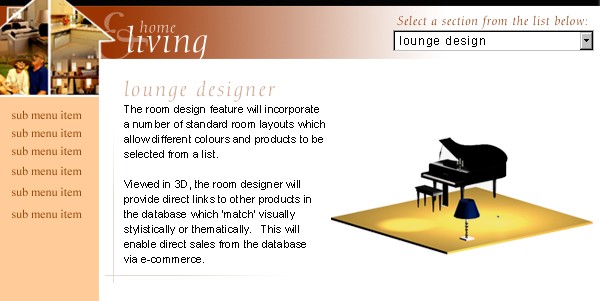 Select a section from the list below:
lounge design
&
home
living
lounge designer
The room design feature will incorporate
a number of standard room layouts which
allow different colours and products to be
selected from a list.
Viewed in 3D, the room designer will
provide direct links to other products in
the database which 'match' visually
stylistically or thematically. This will
enable direct sales from the database
via e-commerce.
sub menu item
sub menu item
sub menu item
sub menu item
sub menu item
sub menu item